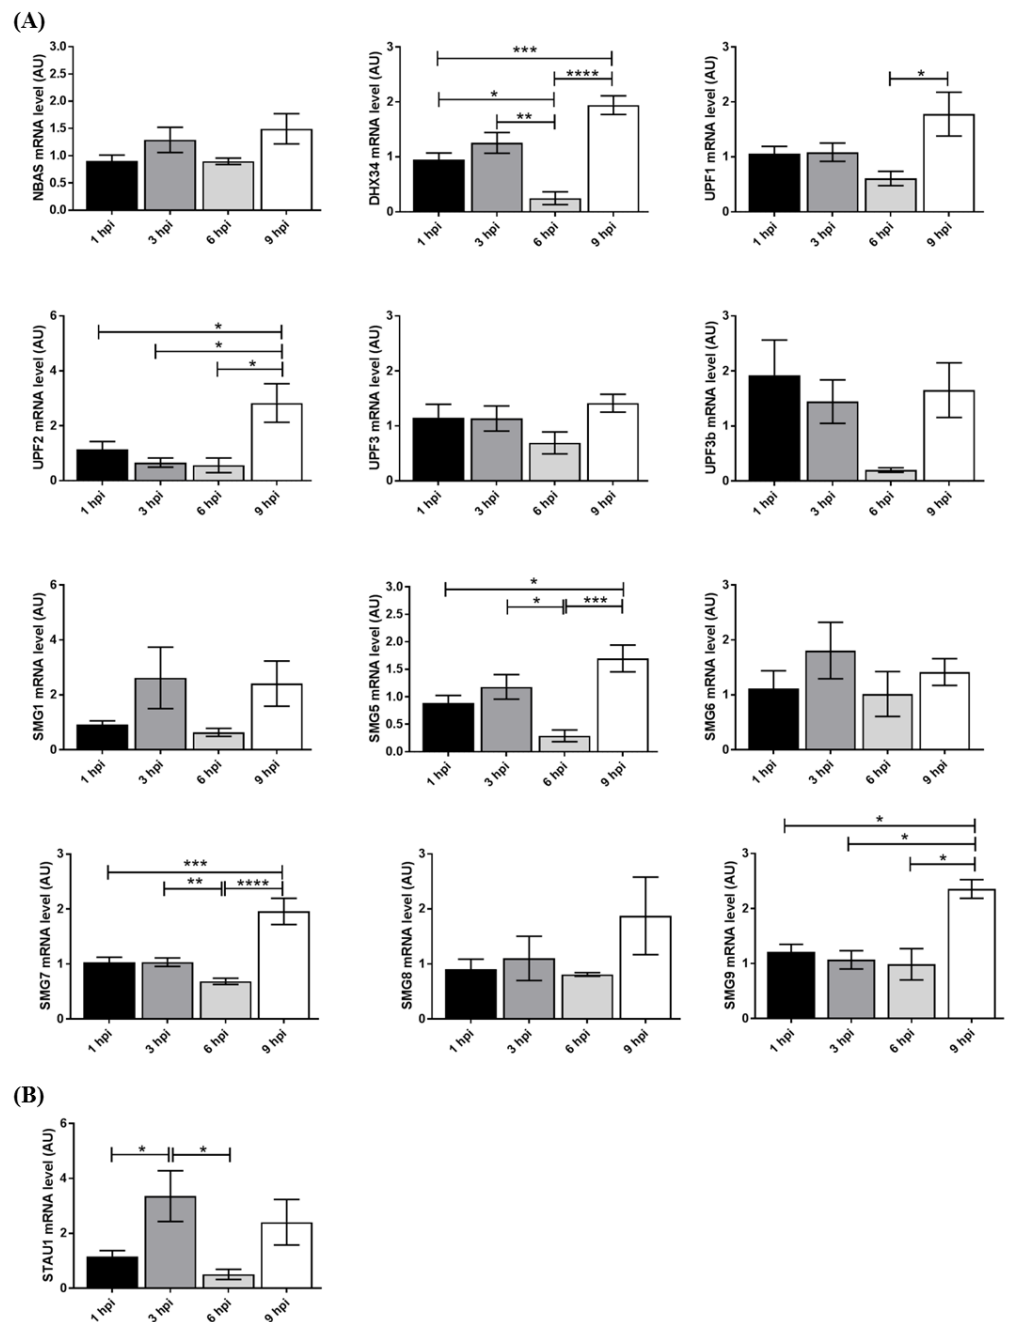 (A)
NBAS mRNA level (AU)
3.0
2.5
2.0
1.5
1.0
0.5
0.0
1 hpi
3 hpi
6 hpi
9 hpi
DHX34 mRNA level (AU)
3
2
1
0
***
****
*
**
1 hpi
3 hpi
6 hpi
9 hpi
UPF1 mRNA level (AU)
3
2
1
0
*
1 hpi
3 hpi
6 hpi
9 hpi
UPF2 mRNA level (AU)
6
4
2
0
*
*
*
1 hpi
3 hpi
6 hpi
9 hpi
UPF3 mRNA level (AU)
3
2
1
0
1 hpi
3 hpi
6 hpi
9 hpi
UPF3b mRNA level (AU)
3
2
1
0
1 hpi
3 hpi
6 hpi
9 hpi
SMG1 mRNA level (AU)
6
4
2
0
1 hpi
3 hpi
6 hpi
9 hpi
SMG5 mRNA level (AU)
3.0
2.5
2.0
1.5
1.0
0.5
0.0
*
* ***
1 hpi
3 hpi
6 hpi
9 hpi
SMG6 mRNA level (AU)
3
2
1
0
1 hpi
3 hpi
6 hpi
9 hpi
SMG7 mRNA level (AU)
3
2
1
0
***
** ****
1 hpi
3 hpi
6 hpi
9 hpi
SMG8 mRNA level (AU)
3
2
1
0
1 hpi
3 hpi
6 hpi
9 hpi
SMG9 mRNA level (AU)
3
2
1
0
*
*
*
1 hpi
3 hpi
6 hpi
9 hpi
(B)
STAU1 mRNA level (AU)
6
4
2
0
* *
1 hpi
3 hpi
6 hpi
9 hpi